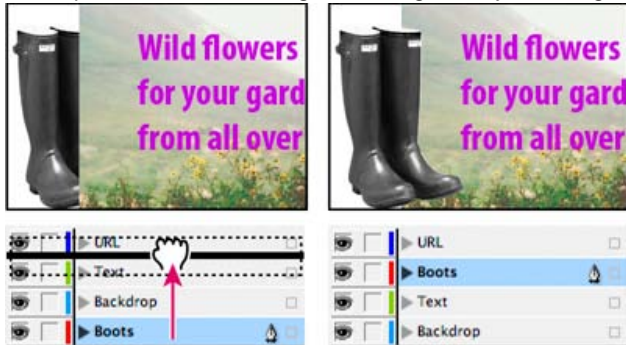 Wild flowers
for your gard
from all over
Wild flowers
for your gard
from all over
URL
Text
Backdrop
Boots
URL
Boots
Text
Backdrop